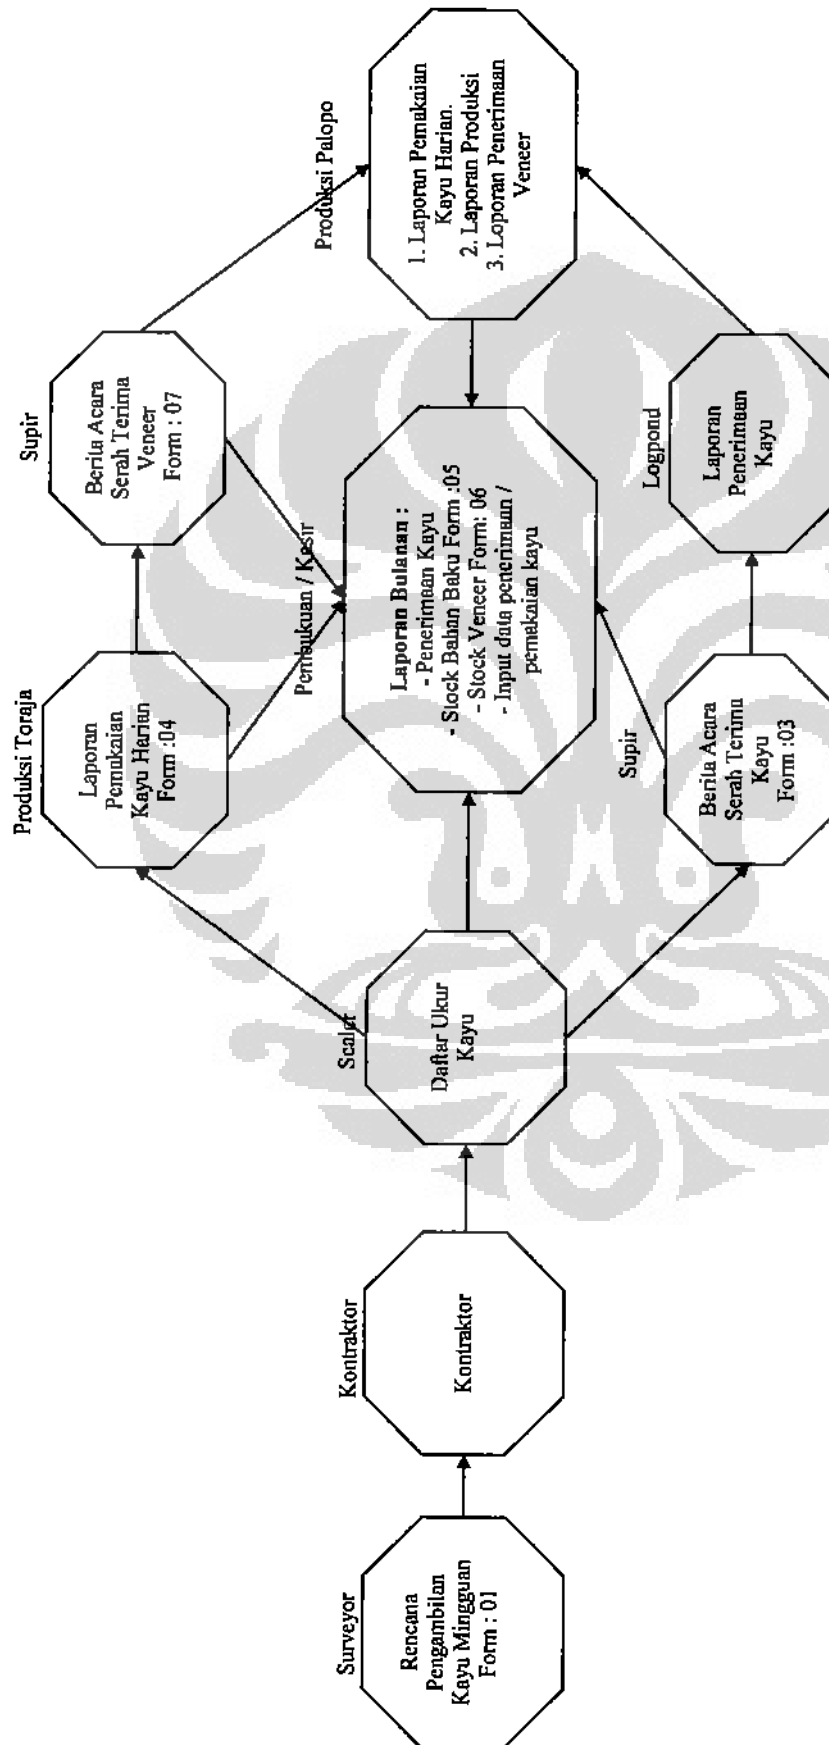 Surveyor
Rencana
Pengambilan
Kayu Mingguan
Form : 01
Kontraktor
Kontraktor
Scaler
Daftar Ukur
Kayu
Produksi Toraja
Laporan
Pemukaian
Kayu Harian
Form :04
Supir
Berita Acara
Serah Terima
Veneer
Form : 07
Pembukuan / Kasir
Laporan Bulanan :
- Penerimaan Kayu
- Stock Bahan Baku Form :05
- Stock Veneer Form: 06
- Input data penerimaan /
pemakaian kayu
Supir
Berita Acara
Serah Terimu
Kayu
Form :03
Logpond
Laporan
Penerimaan
Kayu
Produksi Palopo
1. Laporan Pemakaian
Kayu Harian.
2. Laporan Produksi
3. Loporan Penerimaan
Veneer